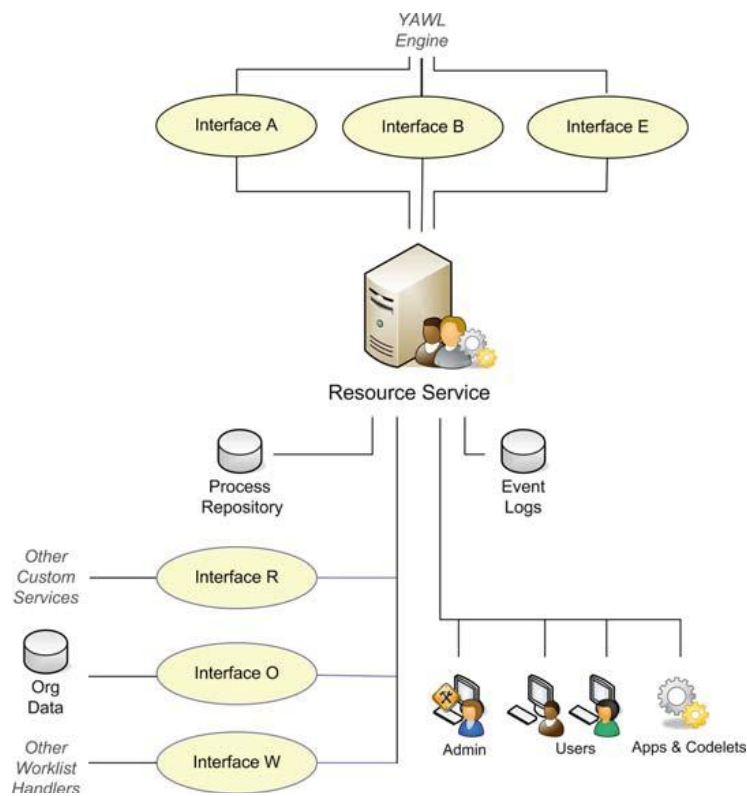 YAWL
Engine
Interface A
Interface B
Interface E
Resource Service
Process
Repository
Event
Logs
Other
Custom
Services
Interface R
Org
Data
Interface O
Other
Worklist
Handlers
Interface W
Admin
Users
Apps & Codelets